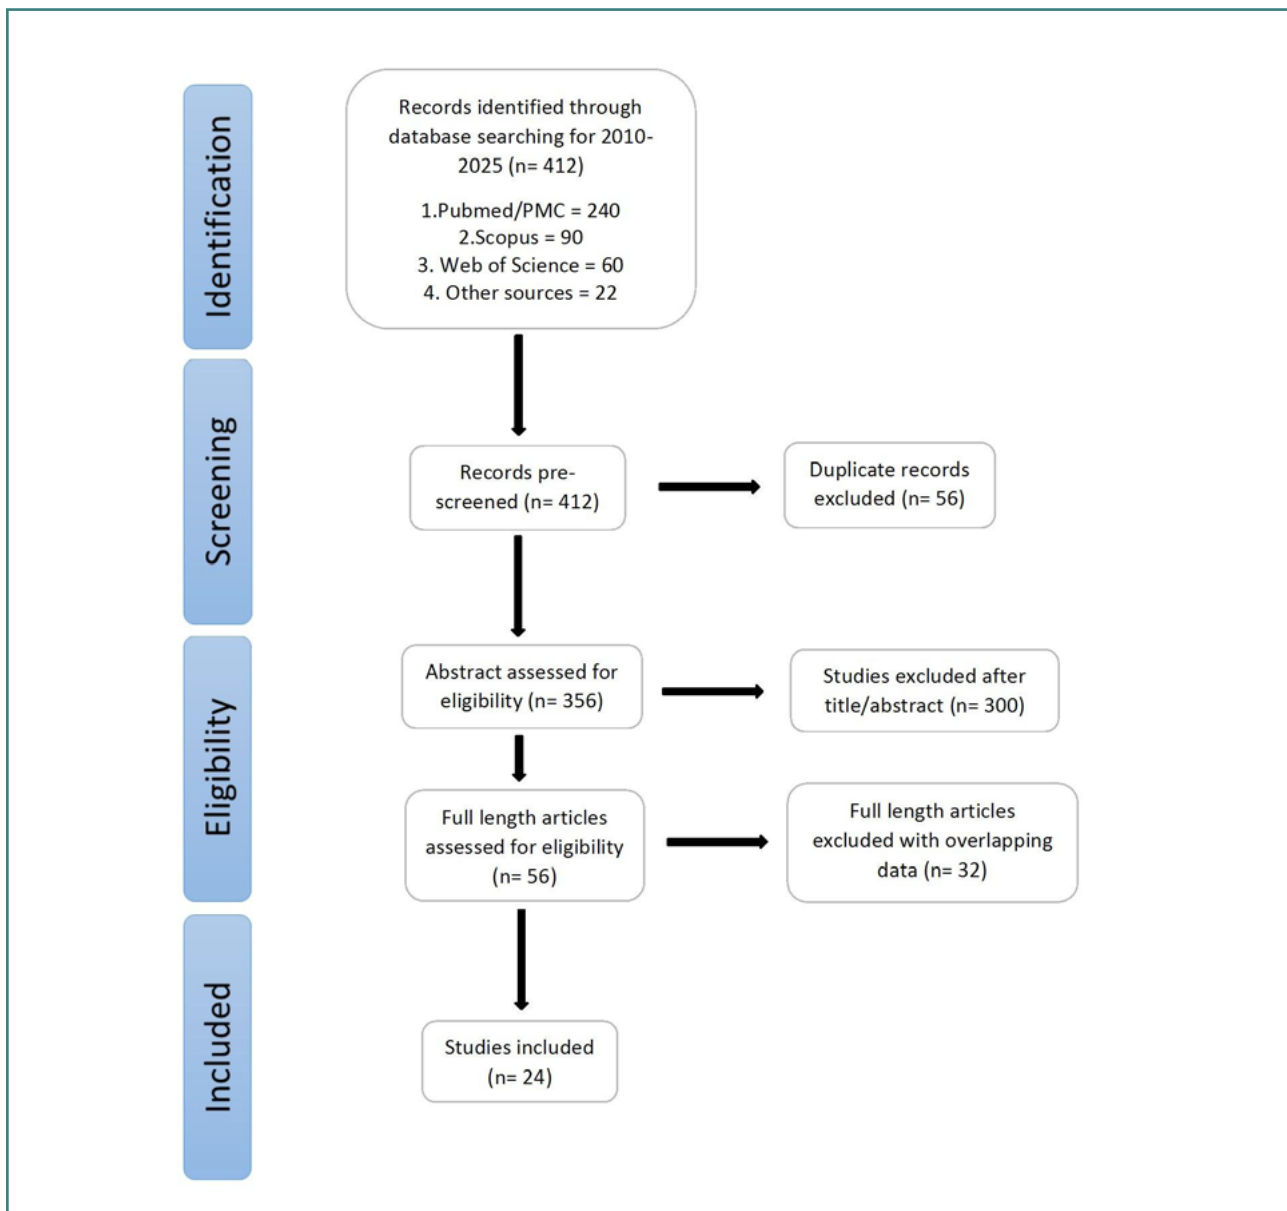 Identification
Records identified through
database searching for 2010-
2025 (n= 412)
1.Pubmed/PMC = 240
2.Scopus = 90
3. Web of Science = 60
4. Other sources = 22
Screening
Records pre-
screened (n= 412)
Duplicate records
excluded (n= 56)
Eligibility
Abstract assessed for
eligibility (n= 356)
Studies excluded after
title/abstract (n= 300)
Full length articles
assessed for eligibility
(n= 56)
Full length articles
excluded with overlapping
data (n= 32)
Included
Studies included
(n= 24)